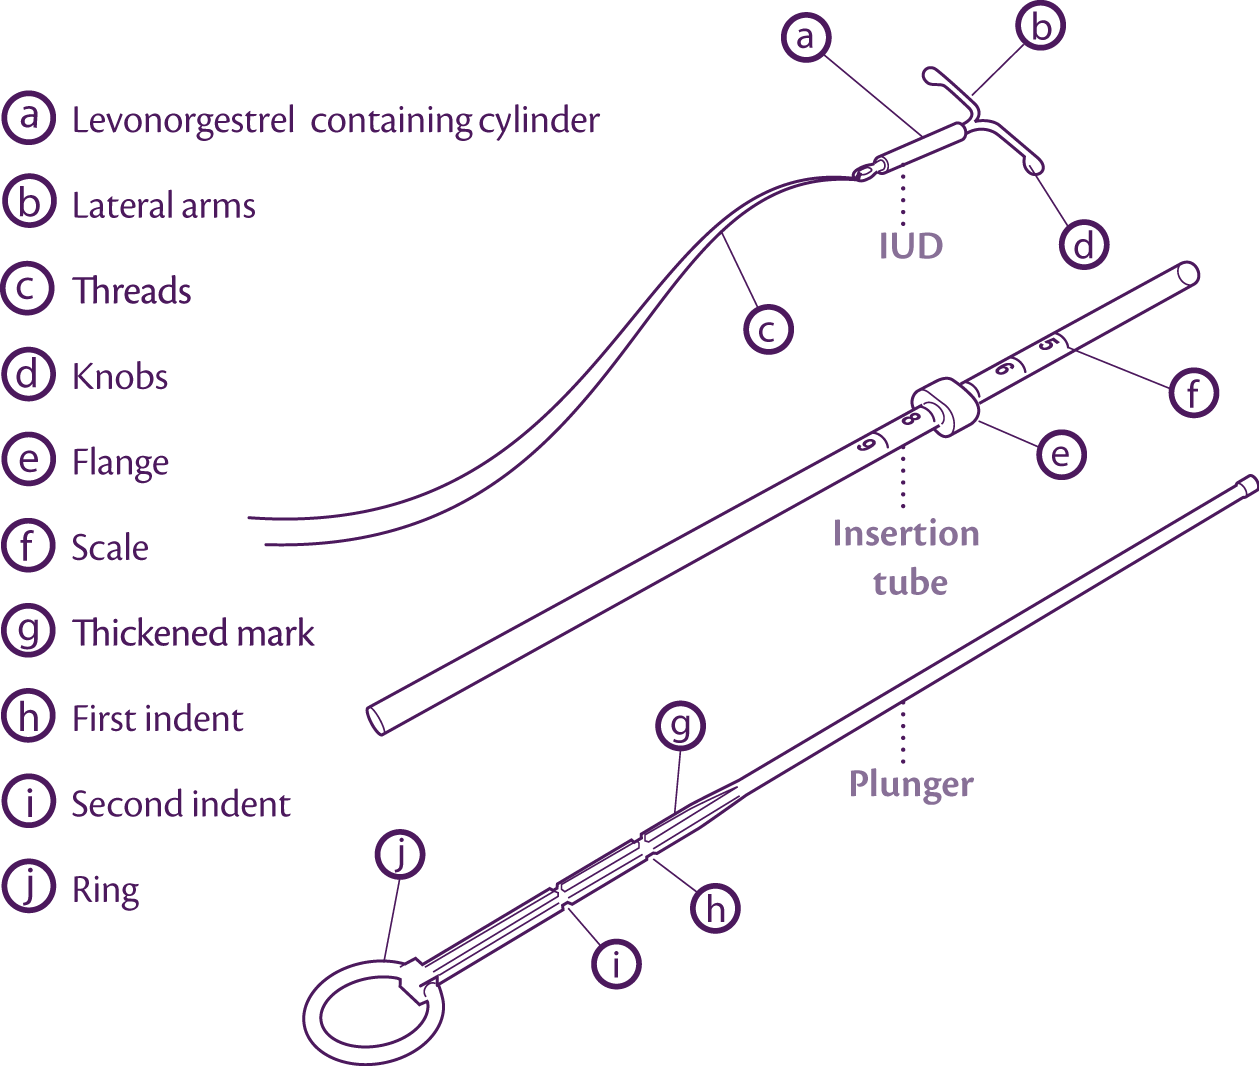 a Levonorgestrel containing cylinder
b Lateral arms
c Threads
d Knobs
e Flange
f Scale
g Thickened mark
h First indent
i Second indent
j Ring
a
b
IUD
d
c
5
6
f
8
9
e
Insertion
tube
g
Plunger
j
h
i